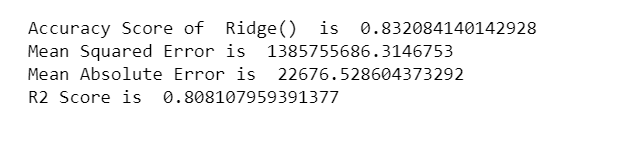 Accuracy Score of  Ridge()  is  0.832084140142928
Mean Squared Error is  1385755686.3146753
Mean Absolute Error is  22676.528604373292
R2 Score is  0.808107959391377